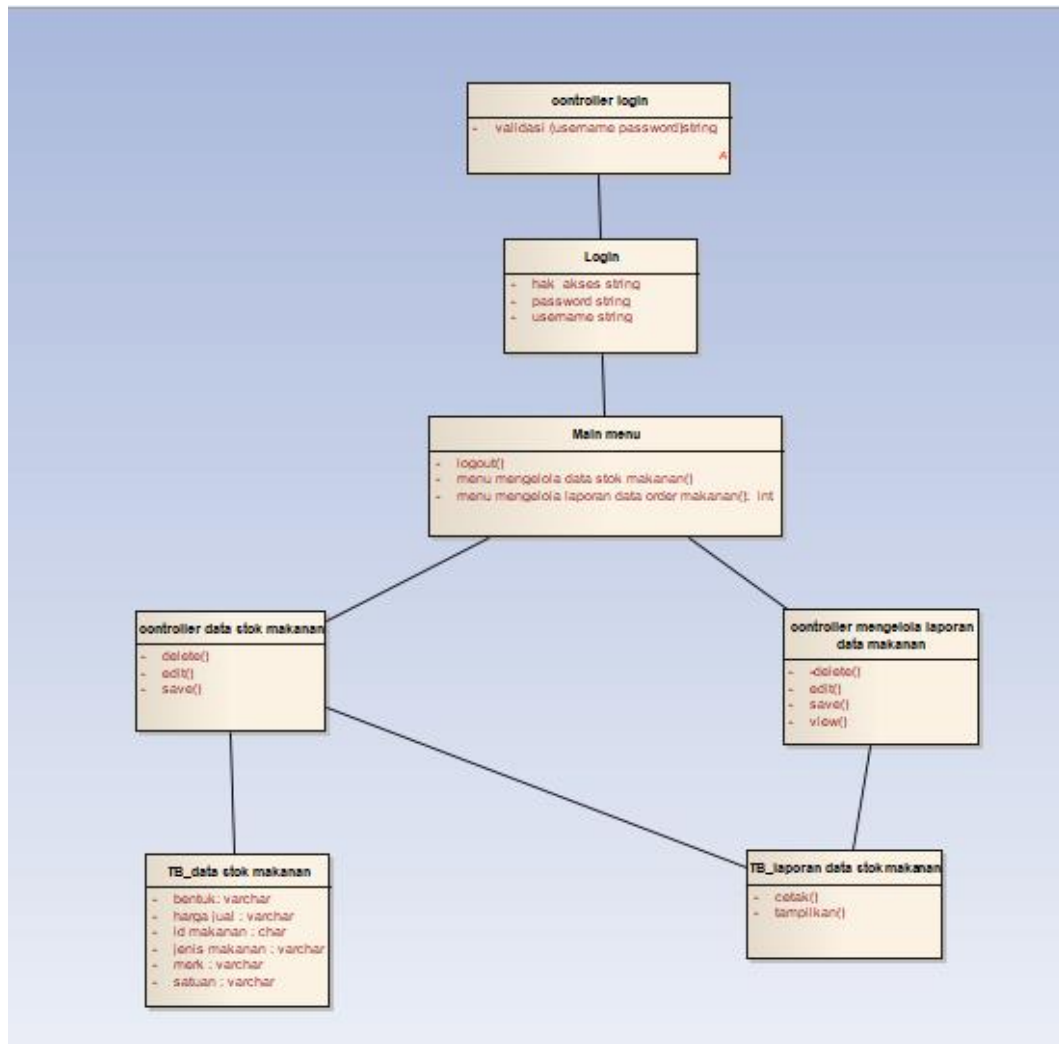 controller login
- validasi (username password)string
A
Login
- hak akses string
- password string
- username string
Main menu
- logout()
- menu mengelola data stok makanan()
- menu mengelola laporan data order makanan(): int
controller data stok makanan
- delete()
- edit()
- save()
controller mengelola laporan
data makanan
- -delete()
- edit()
- save()
- view()
TB_data stok makanan
- bentuk: varchar
- harga jual : varchar
- id makanan : char
- jenis makanan : varchar
- merk : varchar
- satuan : varchar
TB_laporan data stok makanan
- cetak()
- tampilkan()